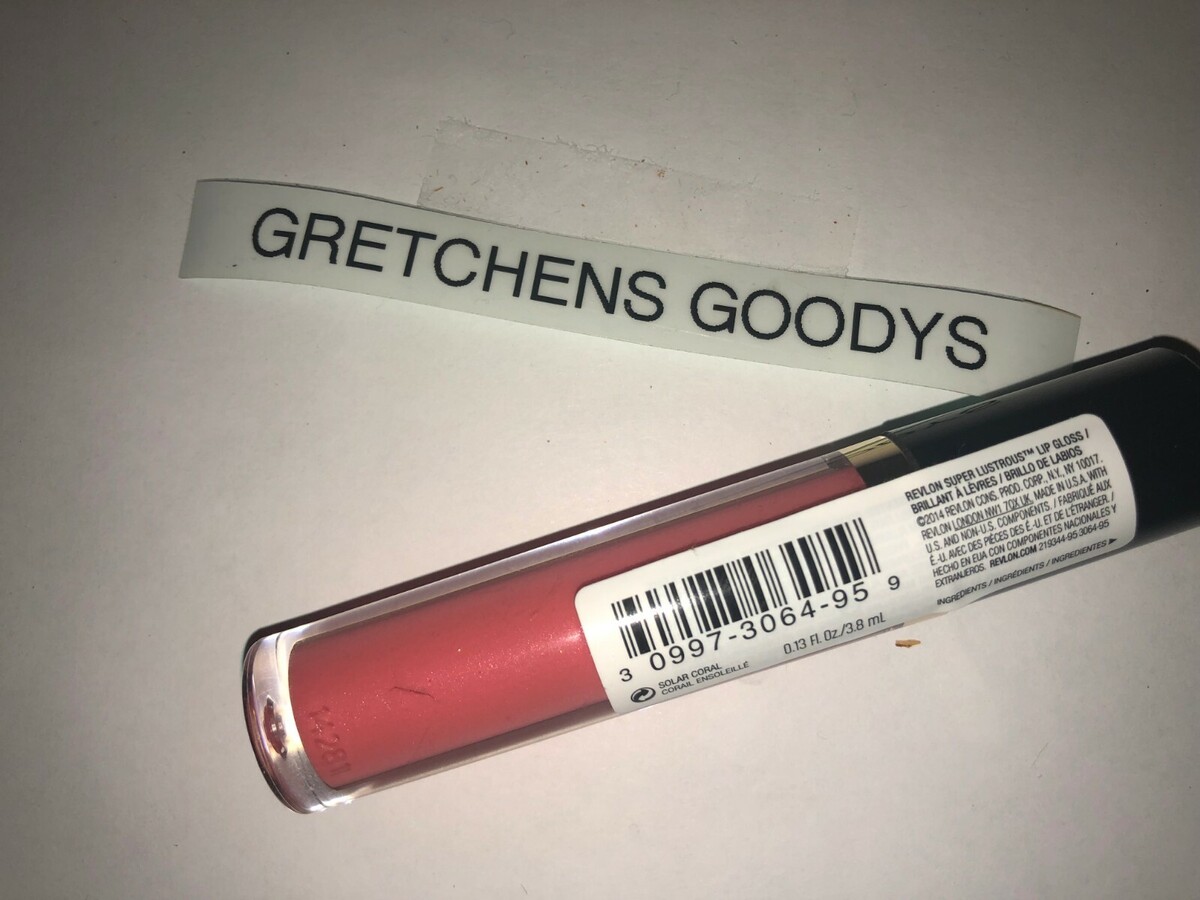 GRETCHENS GOODYS
REVLON SUPER LUSTROUS™ LIP GLOSS /
BRILLANT À LÈVRES / BRILLO DE LABIOS
©2014 REVLON CONS. PROD. CORP., N.Y., NY 10017.
REVLON LONDON NW1 7QX UK. MADE IN U.S.A. WITH
U.S. AND NON-U.S. COMPONENTS. / FABRIQUÉ AUX
É.-U. AVEC DES PIÈCES DES É.-U. ET DE L'ÉTRANGER. /
HECHO EN EUA CON COMPONENTES NACIONALES Y
EXTRANJEROS. REVLON.COM 219344-95 3064-95
INGREDIENTS / INGRÉDIENTS / INGREDIENTES ▶
3 0997-3064-95 9
0.13 Fl. Oz./3.8 mL
SOLAR CORAL
CORAIL ENSOLEILLÉ
14281